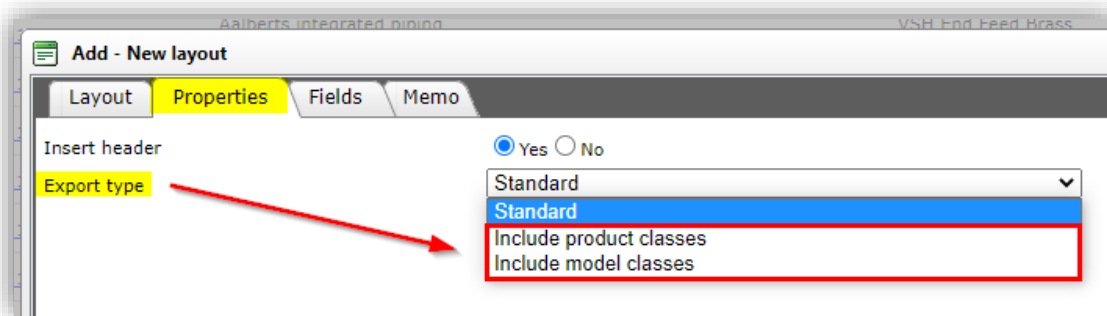 Aalberts integrated piping VSH End Feed Brass
Add - New layout
Layout Properties Fields Memo
Insert header Yes No
Export type Standard
Standard
Include product classes
Include model classes